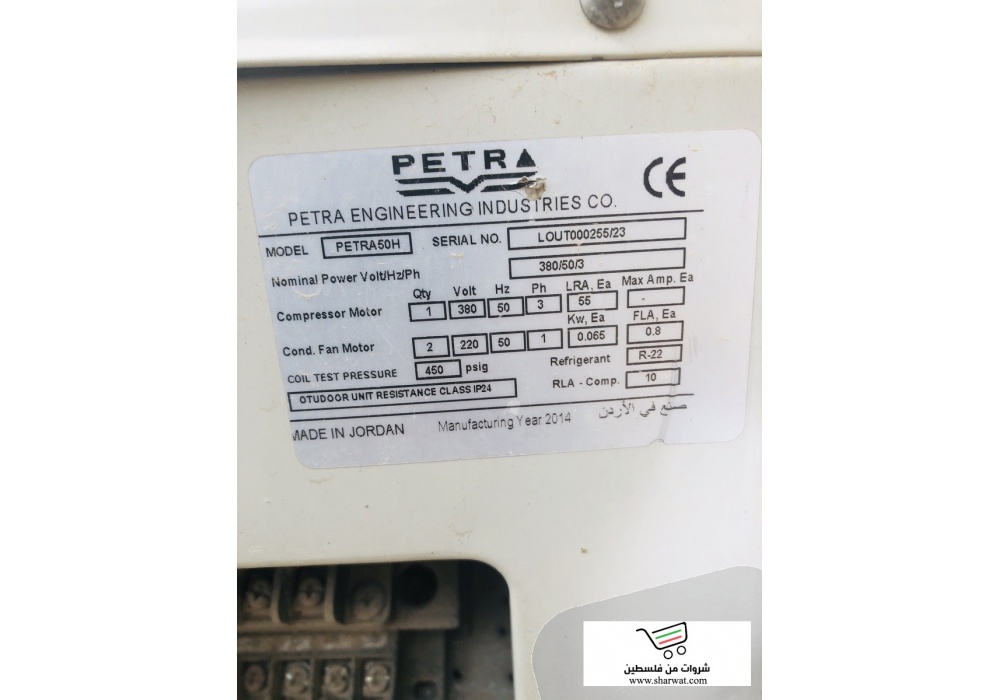 PETRA
CE
PETRA ENGINEERING INDUSTRIES CO.
MODEL PETRA50H SERIAL NO. LOUT000255/23
Nominal Power Volt/Hz/Ph 380/50/3
Qty Volt Hz Ph LRA, Ea Max Amp. Ea
Compressor Motor 1 380 50 3 55 -
Kw, Ea FLA, Ea
Cond. Fan Motor 2 220 50 1 0.065 0.8
COIL TEST PRESSURE 450 psig Refrigerant R-22
OTUDOOR UNIT RESISTANCE CLASS IP24 RLA - Comp. 10
MADE IN JORDAN Manufacturing Year 2014 صنع في الأردن
شروات من فلسطين
www.sharwat.com